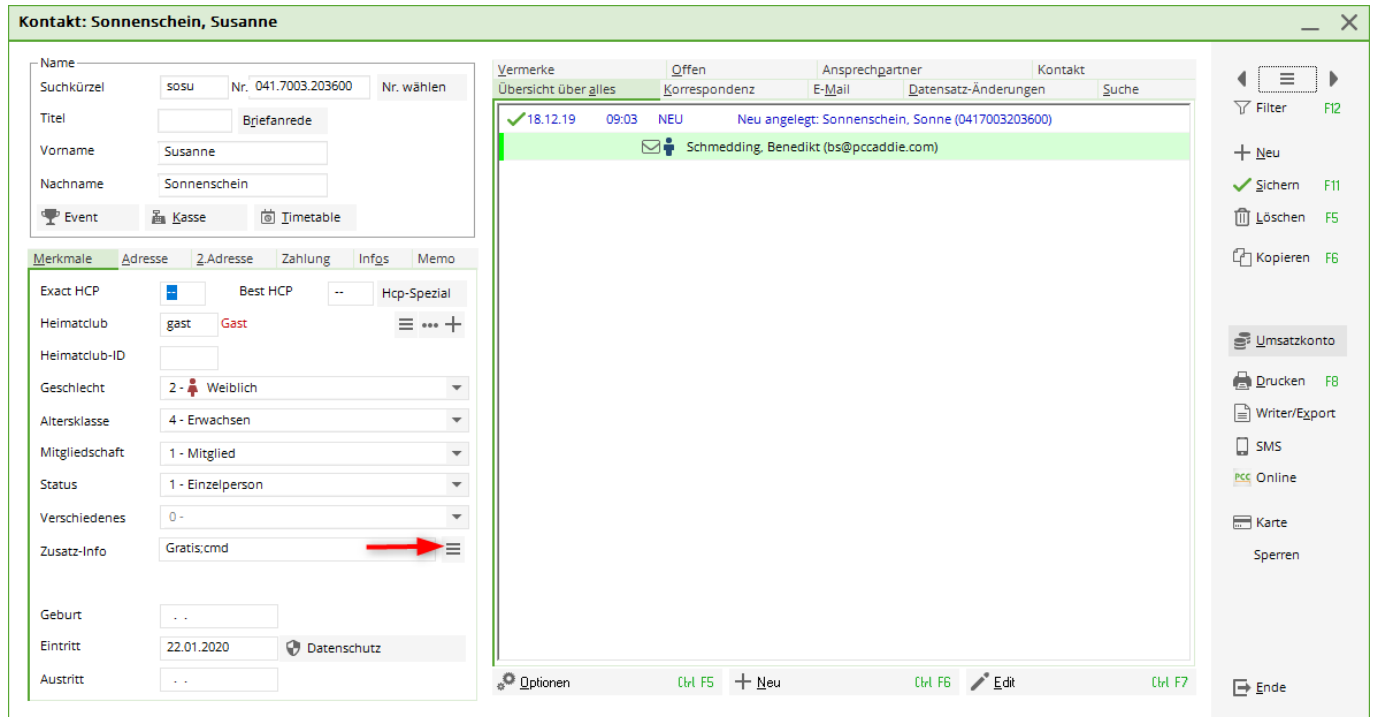 Kontakt: Sonnenschein, Susanne
Name
Suchkürzel sosu Nr. 041.7003.203600 Nr. wählen
Titel Briefanrede
Vorname Susanne
Nachname Sonnenschein
Event Kasse Timetable
Merkmale Adresse 2.Adresse Zahlung Infos Memo
Exact HCP -- Best HCP -- Hcp-Spezial
Heimatclub gast Gast
Heimatclub-ID
Geschlecht 2 - Weiblich
Altersklasse 4 - Erwachsen
Mitgliedschaft 1 - Mitglied
Status 1 - Einzelperson
Verschiedenes 0 -
Zusatz-Info Gratis;cmd
Geburt . .
Eintritt 22.01.2020 Datenschutz
Austritt . .
Vermerke Offen Ansprechpartner Kontakt
Übersicht über alles Korrespondenz E-Mail Datensatz-Änderungen Suche
18.12.19 09:03 NEU Neu angelegt: Sonnenschein, Sonne (0417003203600)
Schmedding, Benedikt (bs@pccaddie.com)
Optionen Ctrl F5 Neu Ctrl F6 Edit Ctrl F7
Filter F12
Neu
Sichern F11
Löschen F5
Kopieren F6
Umsatzkonto
Drucken F8
Writer/Export
SMS
PCC Online
Karte
Sperren
Ende